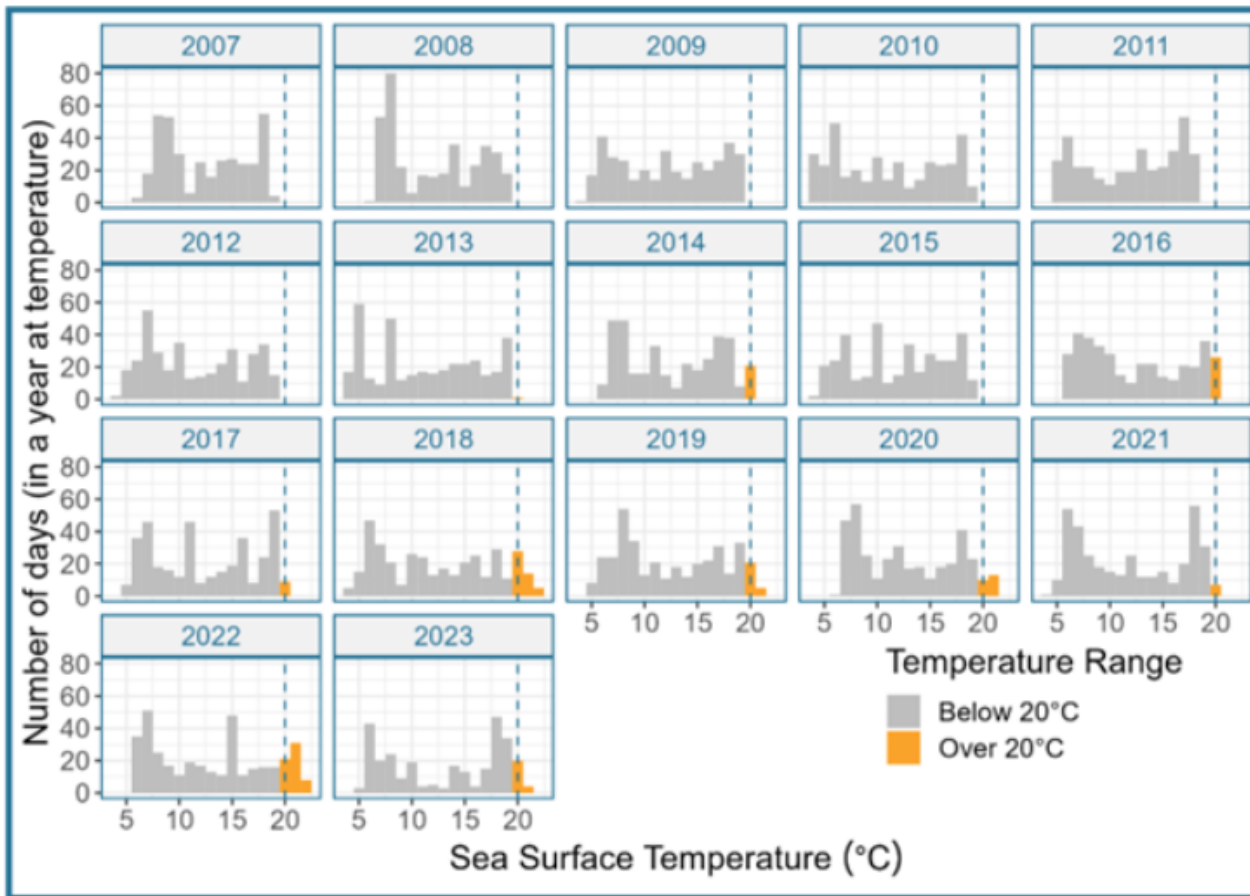 2007 2008 2009 2010 2011
80
60
40
20
0
2012 2013 2014 2015 2016
80
60
40
20
0
2017 2018 2019 2020 2021
80
60
40
20
0
5 10 15 20 5 10 15 20 5 10 15 20
2022 2023
80
60
40
20
0
5 10 15 20 5 10 15 20
Number of days (in a year at temperature)
Sea Surface Temperature (°C)
Temperature Range
Below 20°C
Over 20°C